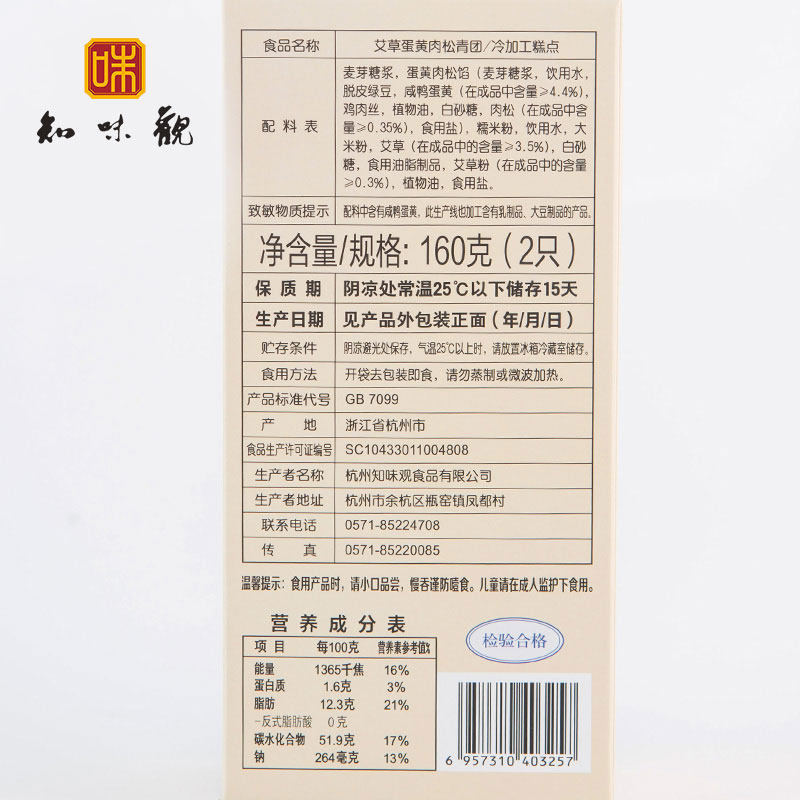 味
知味觀
食品名称 艾草蛋黄肉松青团/冷加工糕点
配料表 麦芽糖浆，蛋黄肉松馅（麦芽糖浆，饮用水，
脱皮绿豆，咸鸭蛋黄（在成品中含量≥4.4%），
鸡肉丝，植物油，白砂糖，肉松（在成品中含
量≥0.35%），食用盐），糯米粉，饮用水，大
米粉，艾草（在成品中的含量≥3.5%），白砂
糖，食用油脂制品，艾草粉（在成品中的含量
≥0.3%），植物油，食用盐。
致敏物质提示 配料中含有咸鸭蛋黄，此生产线也加工含有乳制品、大豆制品的产品。
净含量/规格: 160克（2只）
保质期 阴凉处常温25℃以下储存15天
生产日期 见产品外包装正面（年/月/日）
贮存条件 阴凉避光处保存，气温25℃以上时，请放置冰箱冷藏室储存。
食用方法 开袋去包装即食，请勿蒸制或微波加热。
产品标准代号 GB 7099
产地 浙江省杭州市
食品生产许可证编号 SC10433011004808
生产者名称 杭州知味观食品有限公司
生产者地址 杭州市余杭区瓶窑镇凤都村
联系电话 0571-85224708
传真 0571-85220085
温馨提示：食用产品时，请小口品尝，慢吞谨防噎食。儿童请在成人监护下食用。
营养成分表
项目 每100克 营养素参考值%
能量 1365千焦 16%
蛋白质 1.6克 3%
脂肪 12.3克 21%
-反式脂肪酸 0克
碳水化合物 51.9克 17%
钠 264毫克 13%
检验合格
6 957310 403257